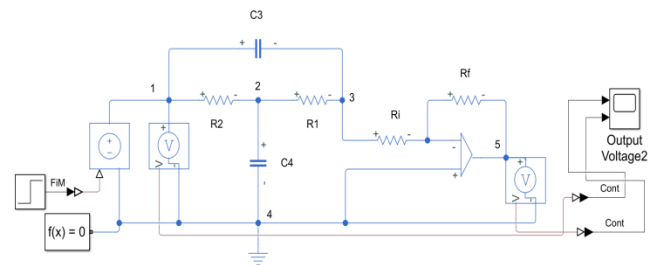 C3
+ -
1
2
3
+ -
R2
+ -
R1
+ -
Ri
+ -
Rf
5
-
+
+
-
+
V
+
-
C4
+
V
4
FiM
f(x) = 0
Output
Voltage2
Cont
Cont